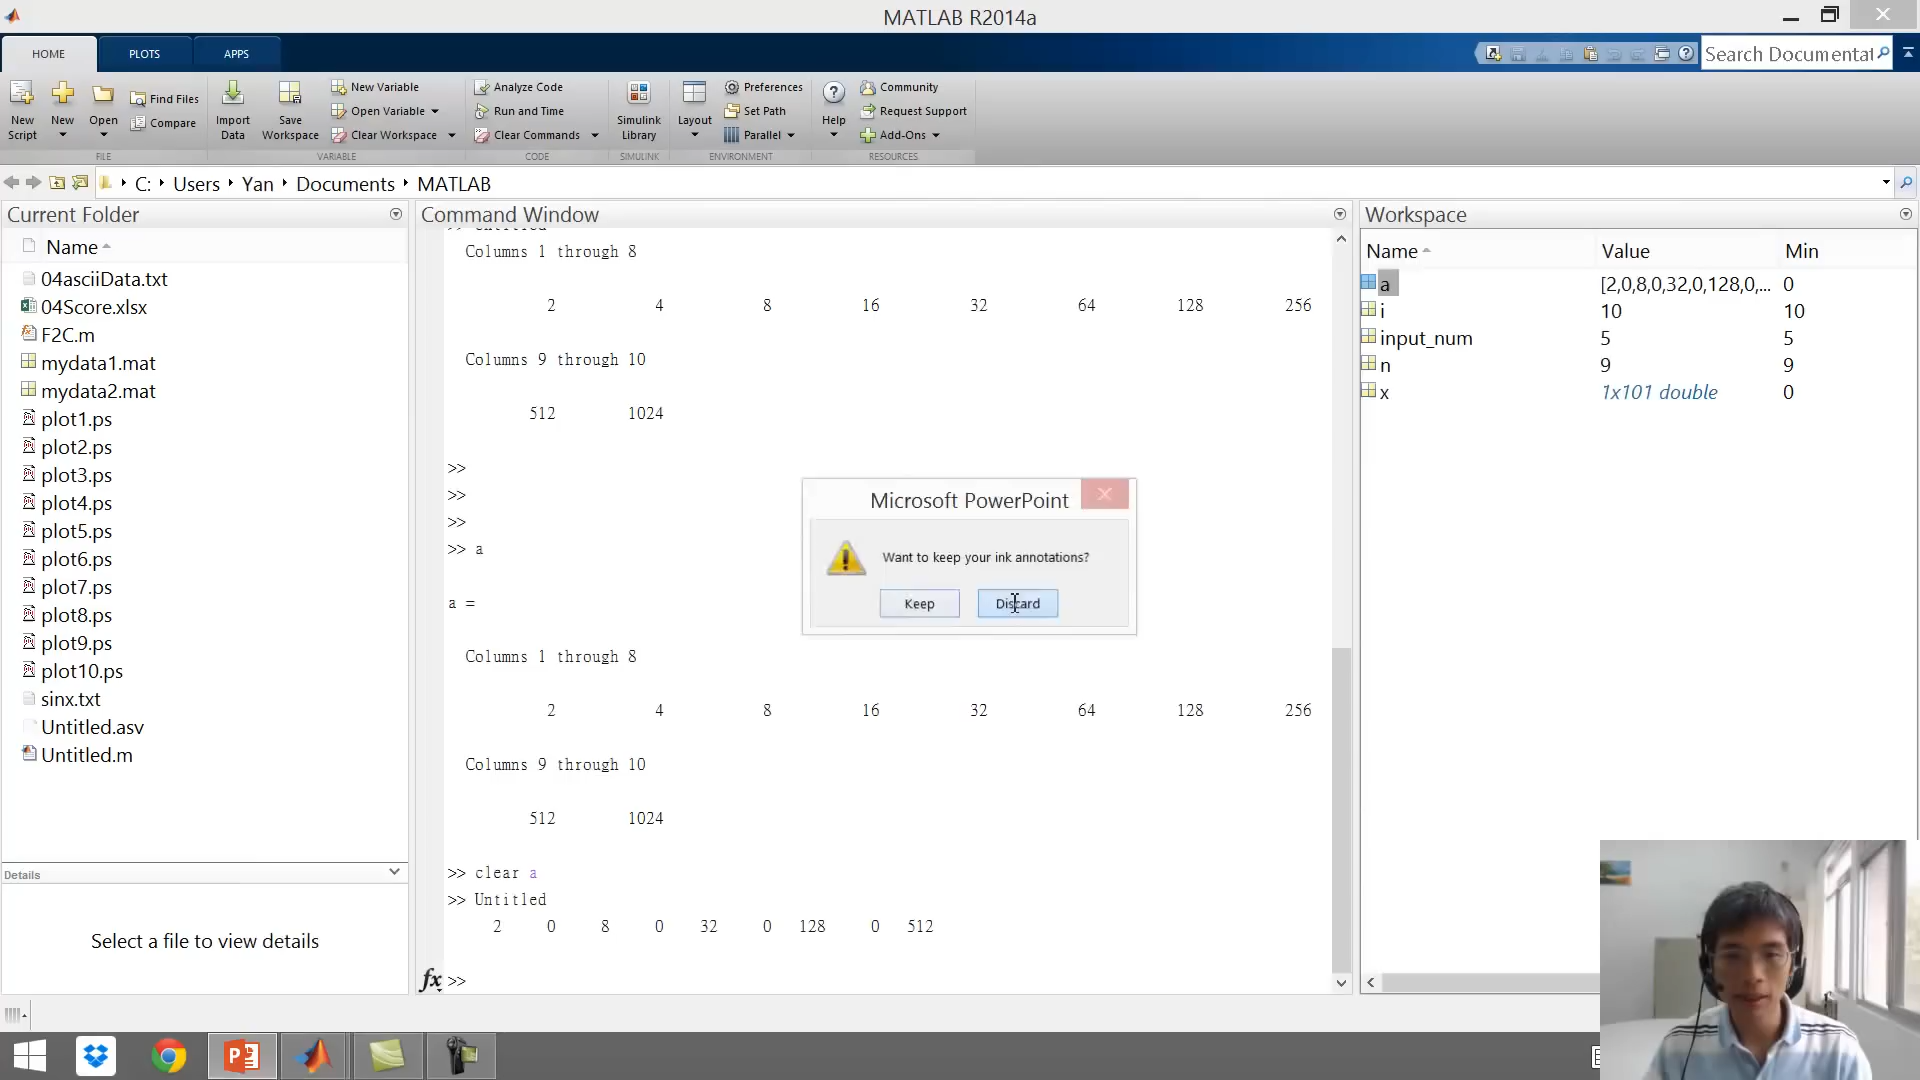 MATLAB R2014a
HOME
PLOTS
APPS
Search Documentat
New Script
New
Open
Find Files
Compare
Import Data
Save Workspace
New Variable
Open Variable
Clear Workspace
Analyze Code
Run and Time
Clear Commands
Simulink Library
Layout
Preferences
Set Path
Parallel
Help
Community
Request Support
Add-Ons
FILE
VARIABLE
CODE
SIMULINK
ENVIRONMENT
RESOURCES
C: Users Yan Documents MATLAB
Current Folder
Name
04asciiData.txt
04Score.xlsx
F2C.m
mydata1.mat
mydata2.mat
plot1.ps
plot2.ps
plot3.ps
plot4.ps
plot5.ps
plot6.ps
plot7.ps
plot8.ps
plot9.ps
plot10.ps
sinx.txt
Untitled.asv
Untitled.m
Details
Select a file to view details
Command Window
Columns 1 through 8
2 4 8 16 32 64 128 256
Columns 9 through 10
512 1024
>>
>>
>>
>> a
a =
Columns 1 through 8
2 4 8 16 32 64 128 256
Columns 9 through 10
512 1024
>> clear a
>> Untitled
2 0 8 0 32 0 128 0 512
fx >>
Microsoft PowerPoint
Want to keep your ink annotations?
Keep
Discard
Workspace
Name Value Min
a [2,0,8,0,32,0,128,0,... 0
i 10 10
input_num 5 5
n 9 9
x 1x101 double 0